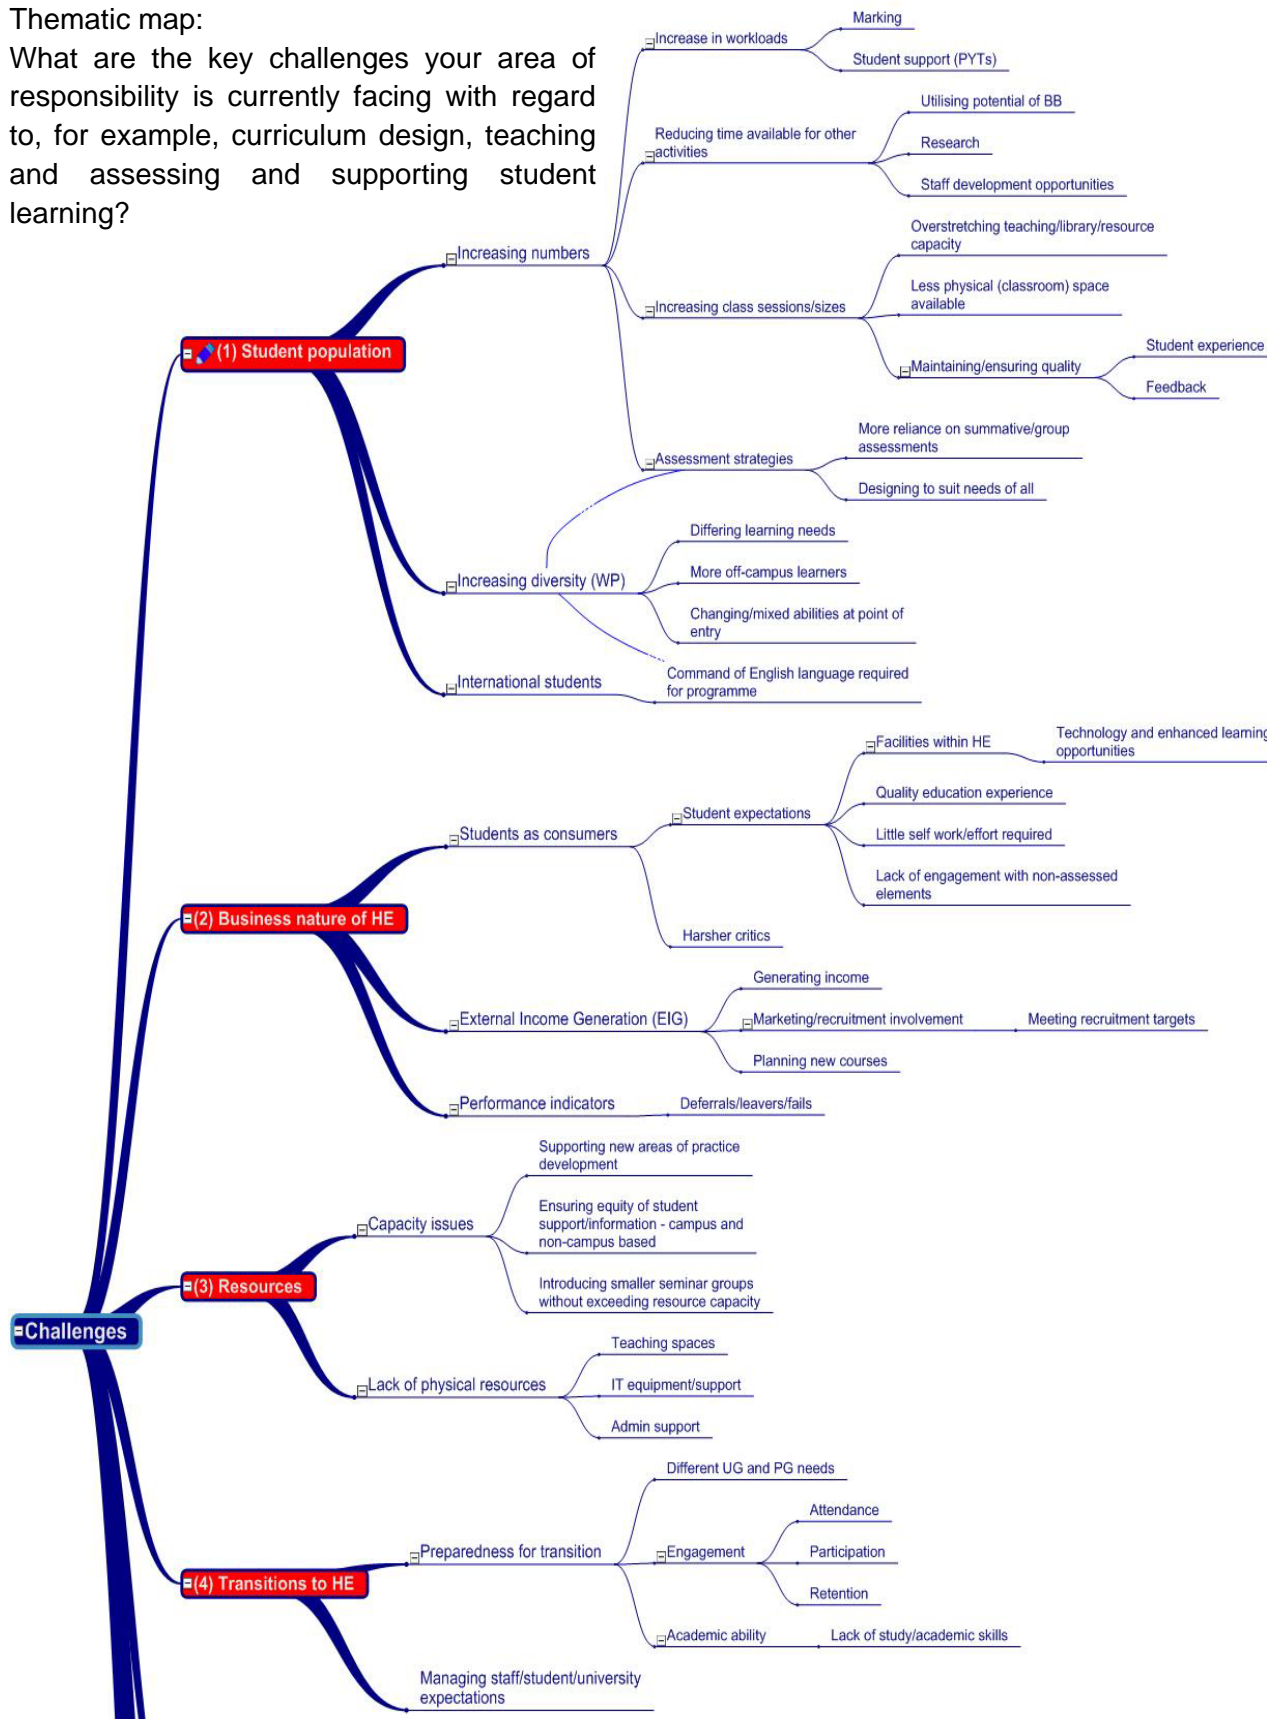 Thematic map:
What are the key challenges your area of
responsibility is currently facing with regard
to, for example, curriculum design, teaching
and assessing and supporting student
learning?
Challenges
(1) Student population
Increasing numbers
Increase in workloads
Marking
Student support (PYTs)
Reducing time available for other
activities
Utilising potential of BB
Research
Staff development opportunities
Increasing class sessions/sizes
Overstretching teaching/library/resource
capacity
Less physical (classroom) space
available
Maintaining/ensuring quality
Student experience
Feedback
Assessment strategies
More reliance on summative/group
assessments
Designing to suit needs of all
Increasing diversity (WP)
Differing learning needs
More off-campus learners
Changing/mixed abilities at point of
entry
International students
Command of English language required
for programme
(2) Business nature of HE
Students as consumers
Student expectations
Facilities within HE
Technology and enhanced learning
opportunities
Quality education experience
Little self work/effort required
Lack of engagement with non-assessed
elements
Harsher critics
External Income Generation (EIG)
Generating income
Marketing/recruitment involvement
Meeting recruitment targets
Planning new courses
Performance indicators
Deferrals/leavers/fails
(3) Resources
Capacity issues
Supporting new areas of practice
development
Ensuring equity of student
support/information - campus and
non-campus based
Introducing smaller seminar groups
without exceeding resource capacity
Lack of physical resources
Teaching spaces
IT equipment/support
Admin support
(4) Transitions to HE
Preparedness for transition
Different UG and PG needs
Engagement
Attendance
Participation
Retention
Academic ability
Lack of study/academic skills
Managing staff/student/university
expectations